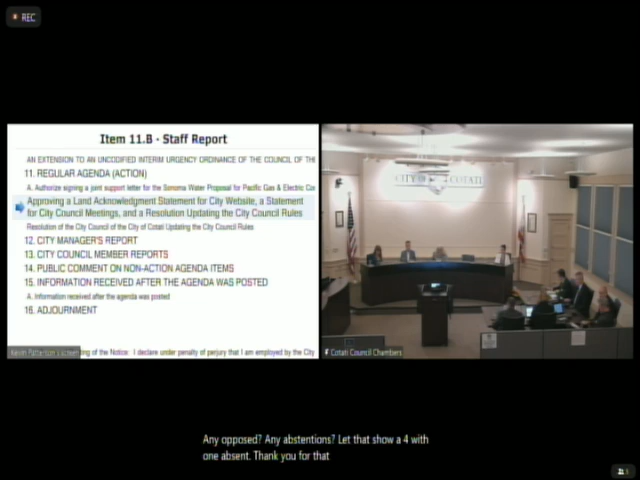 REC
Item 11.B - Staff Report
AN EXTENSION TO AN UNCODIFIED INTERIM URGENCY ORDINANCE OF THE COUNCIL OF TH
11. REGULAR AGENDA (ACTION)
A. Authorize signing a joint support letter for the Sonoma Water Proposal for Pacific Gas & Electric Co
Approving a Land Acknowledgment Statement for City Website, a Statement
for City Council Meetings, and a Resolution Updating the City Council Rules
Resolution of the City Council of the City of Cotati Updating the City Council Rules
12. CITY MANAGER'S REPORT
13. CITY COUNCIL MEMBER REPORTS
14. PUBLIC COMMENT ON NON-ACTION AGENDA ITEMS
15. INFORMATION RECEIVED AFTER THE AGENDA WAS POSTED
A. Information received after the agenda was posted
16. ADJOURNMENT
Kevin Patterson's screen
ng of the Notice: I declare under penalty of perjury that I am employed by the City
CITY OF COTATI
Cotati Council Chambers
Any opposed? Any abstentions? Let that show a 4 with
one absent. Thank you for that